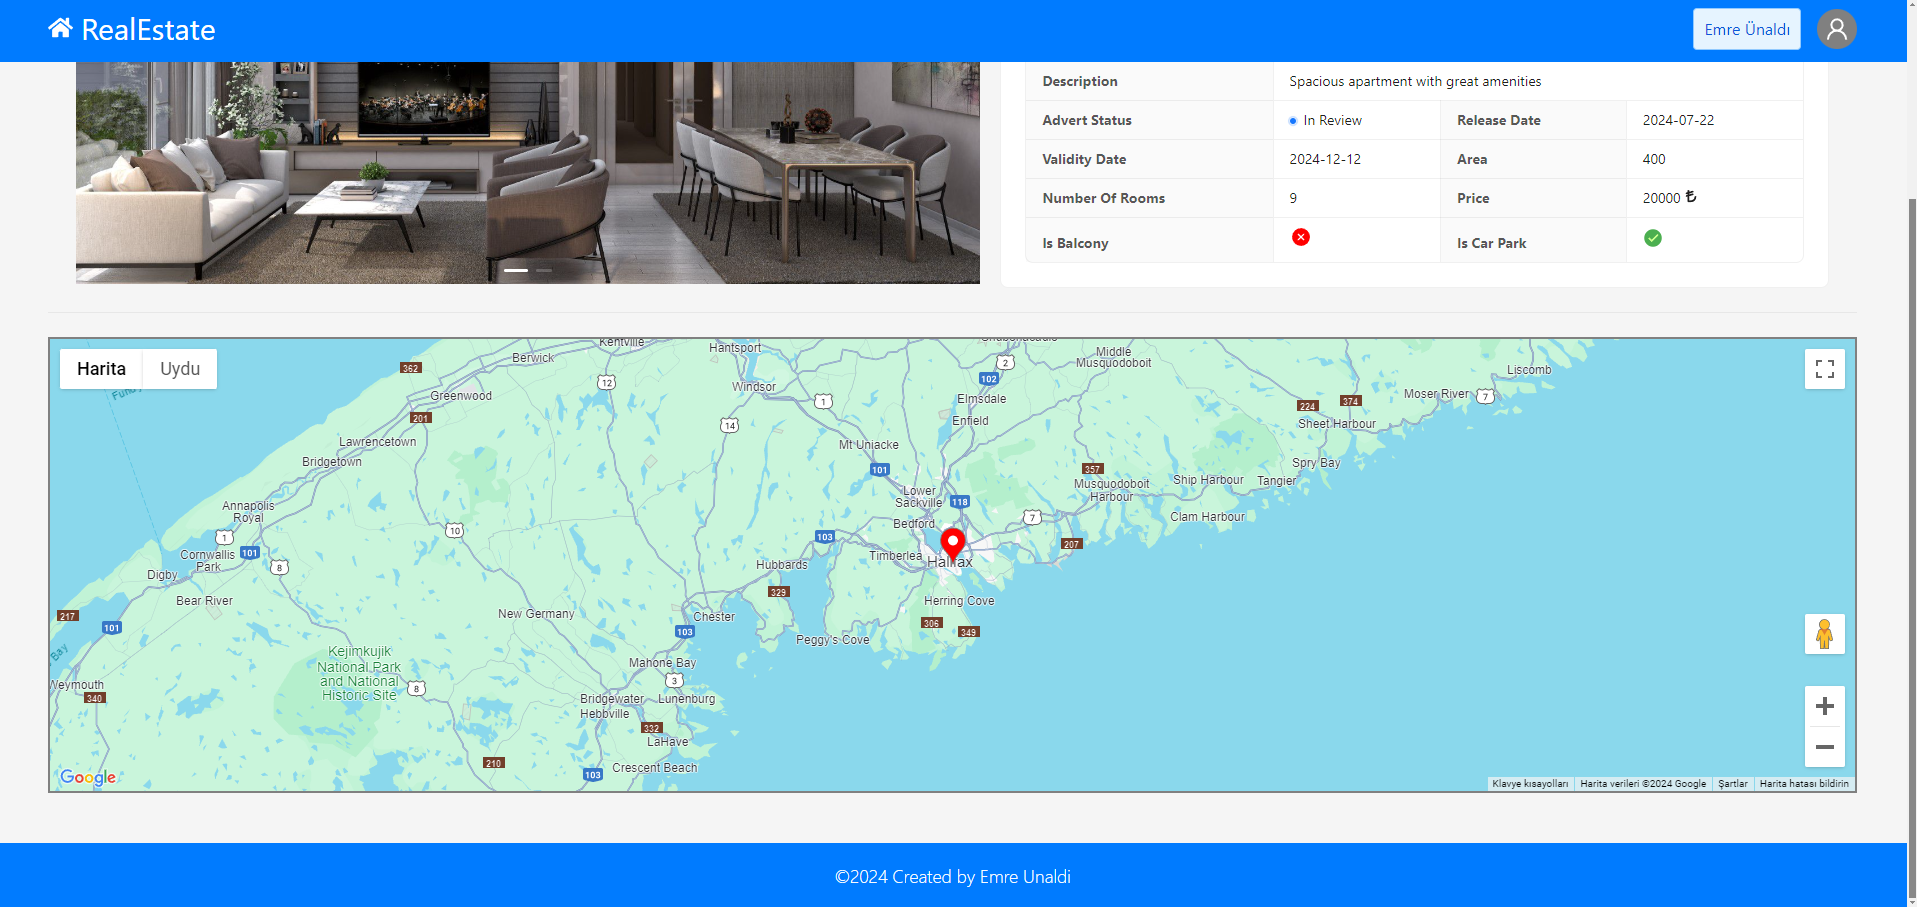 RealEstate
Emre Ünaldı
Description Spacious apartment with great amenities
Advert Status In Review Release Date 2024-07-22
Validity Date 2024-12-12 Area 400
Number Of Rooms 9 Price 20000 ₺
Is Balcony Is Car Park
Harita Uydu
Kentville
Berwick
Hantsport
Middle
Musquodoboit
2
102
362
12
Windsor
Liscomb
Greenwood
1
Elmsdale
Moser River
7
201
14
Enfield
224
374
Sheet Harbour
Lawrencetown
Mt Uniacke
Bridgetown
101
357
Spry Bay
Musquodoboit
Harbour
Ship Harbour
Tangier
Lower
Sackville
118
Annapolis
Royal
Bedford
7
Clam Harbour
10
1
103
207
Cornwallis
Park
101
8
Timberlea
Halifax
Hubbards
Digby
329
Bear River
Herring Cove
217
101
New Germany
Chester
306
349
103
Peggy's Cove
Bay
Kejimkujik
National Park
and National
Historic Site
Mahone Bay
3
8
Weymouth
340
Bridgewater
Lunenburg
Hebbville
332
LaHave
210
103
Crescent Beach
Google
Klavye kısayolları Harita verileri ©2024 Google Şartlar Harita hatası bildirin
©2024 Created by Emre Unaldi